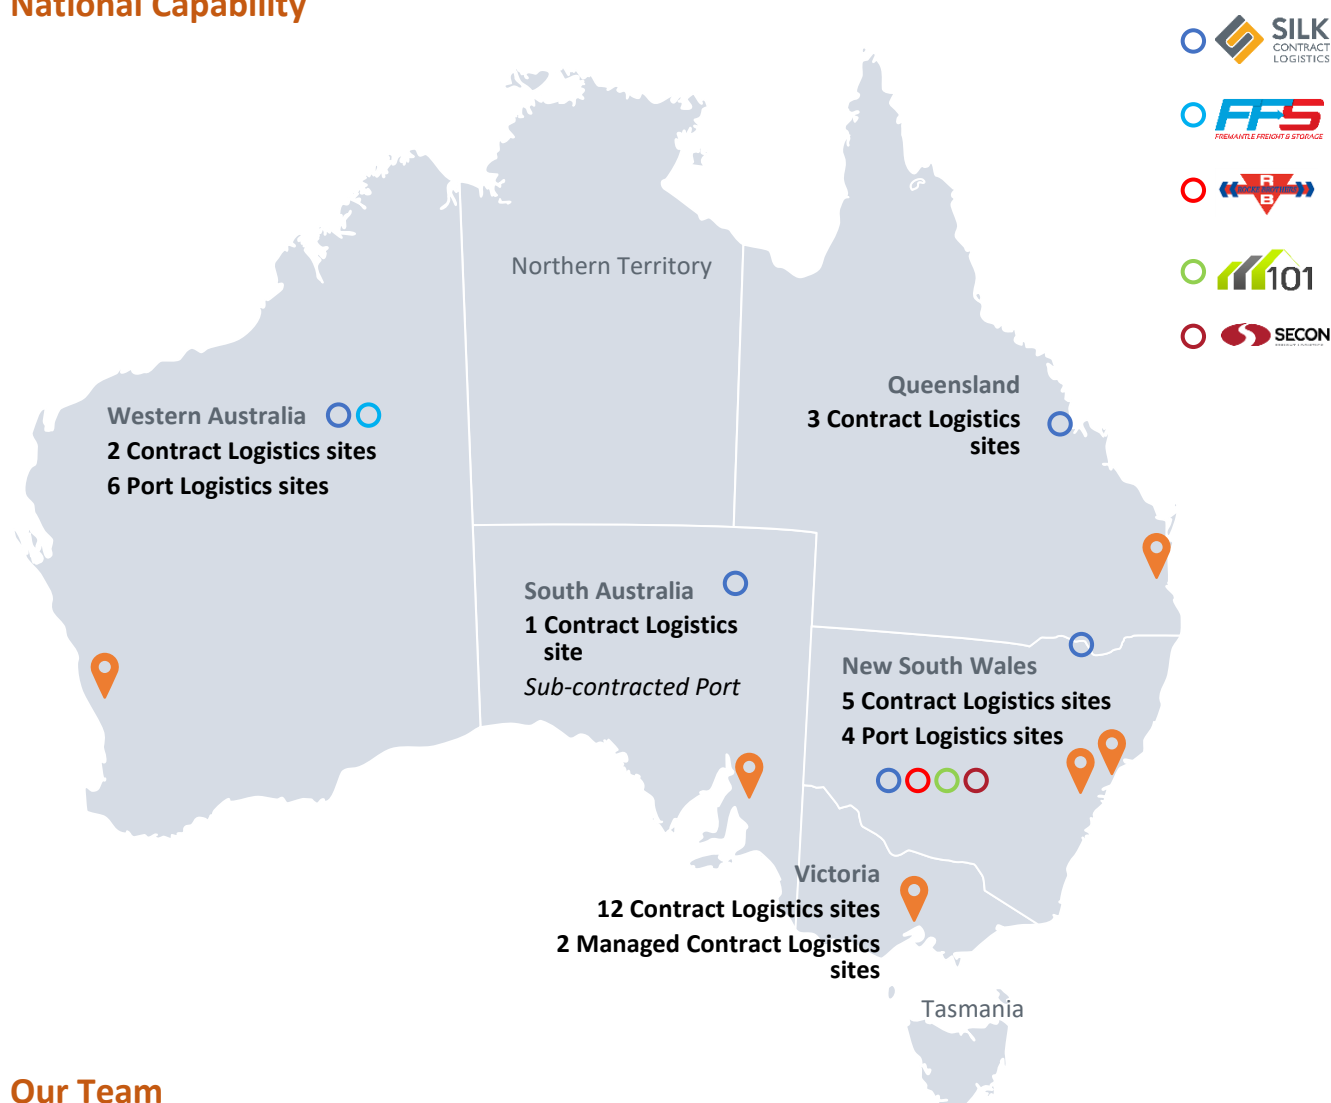 National Capability
SILK
CONTRACT
LOGISTICS
FFS
FREMANTLE FREIGHT & STORAGE
R
ROCKE BROTHERS
B
101
SECON
Northern Territory
Queensland
3 Contract Logistics
sites
Western Australia
2 Contract Logistics sites
6 Port Logistics sites
South Australia
1 Contract Logistics
site
Sub-contracted Port
New South Wales
5 Contract Logistics sites
4 Port Logistics sites
Victoria
12 Contract Logistics sites
2 Managed Contract Logistics
sites
Tasmania
Our Team